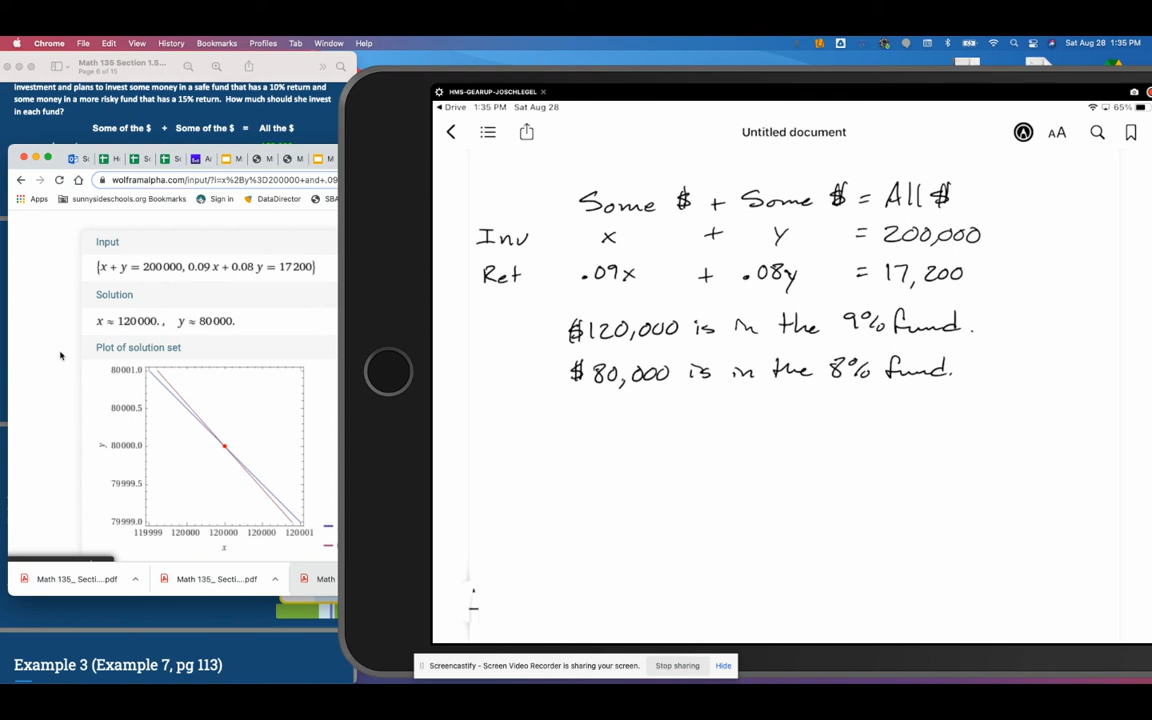 Chrome File Edit View History Bookmarks Profiles Tab Window Help Sat Aug 28 1:35 PM
Math 135 Section 1.5...
Page 6 of 15
investment and plans to invest some money in a safe fund that has a 10% return and
some money in a more risky fund that has a 15% return. How much should she invest
in each fund?
Some of the $ + Some of the $ = All the $
wolframalpha.com/input/?i=x%2By%3D200000+and+.09
Apps sunnysideschools.org Bookmarks Sign in DataDirector SBA
Input
{x + y = 200000, 0.09 x + 0.08 y = 17200}
Solution
x ≈ 120000., y ≈ 80000.
Plot of solution set
80001.0
80000.5
80000.0
79999.5
79999.0
y
119999 120000 120000 120000 120001
x
Math 135_ Secti....pdf Math 135_ Secti....pdf Math
Example 3 (Example 7, pg 113)
HMS-GEARUP-JOSCHLEGEL
Drive 1:35 PM Sat Aug 28 65%
Untitled document AA
Some $ + Some $ = All $
Inv x + y = 200,000
Ret .09x + .08y = 17,200
$120,000 is in the 9% fund.
$80,000 is in the 8% fund.
Screencastify - Screen Video Recorder is sharing your screen. Stop sharing Hide